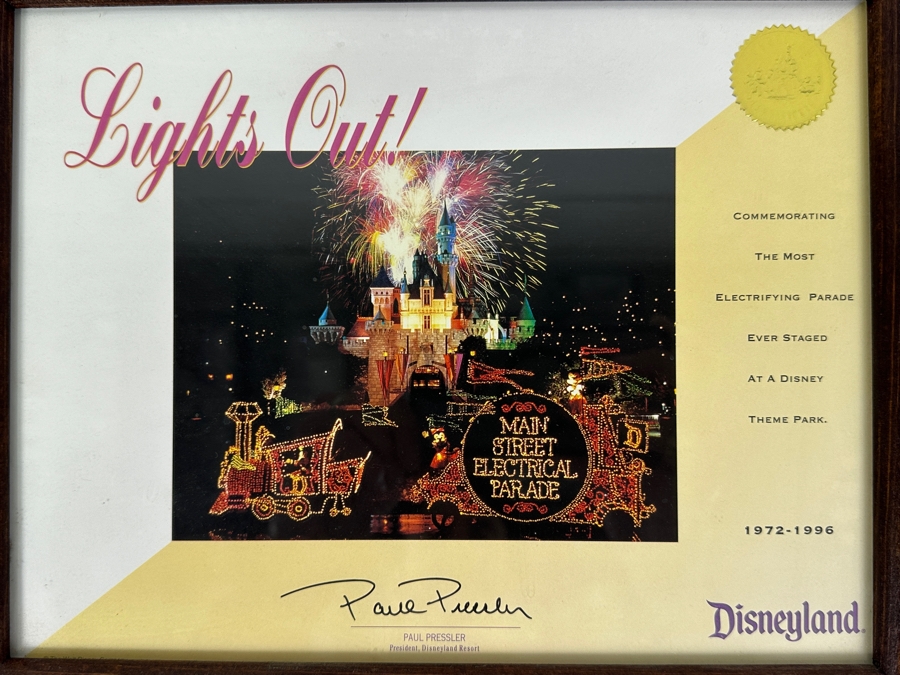 Lights Out!
COMMEMORATING
THE MOST
ELECTRIFYING PARADE
EVER STAGED
AT A DISNEY
THEME PARK.
MAIN
STREET
ELECTRICAL
PARADE
D
1972-1996
Paul Pressler
PAUL PRESSLER
President, Disneyland Resort
Disneyland®